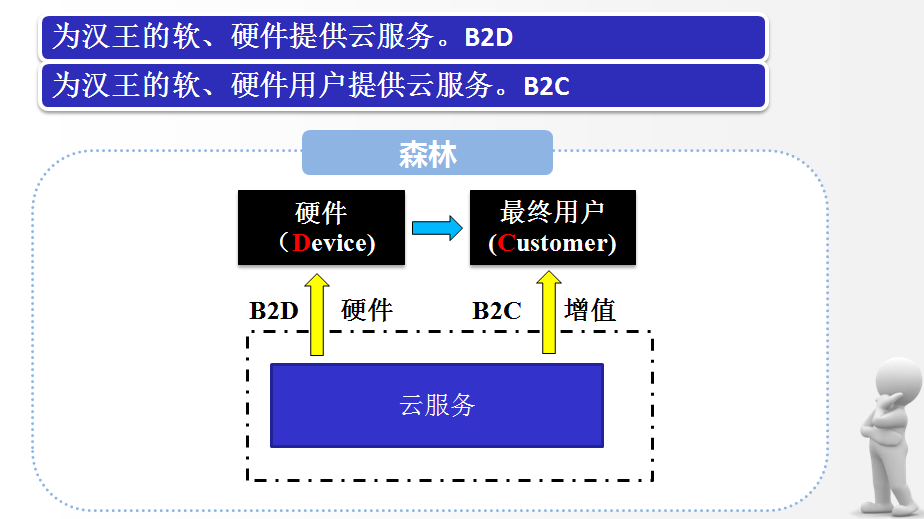 为汉王的软、硬件提供云服务。B2D
为汉王的软、硬件用户提供云服务。B2C
森林
硬件
（Device)
最终用户
(Customer)
B2D 硬件
B2C 增值
云服务